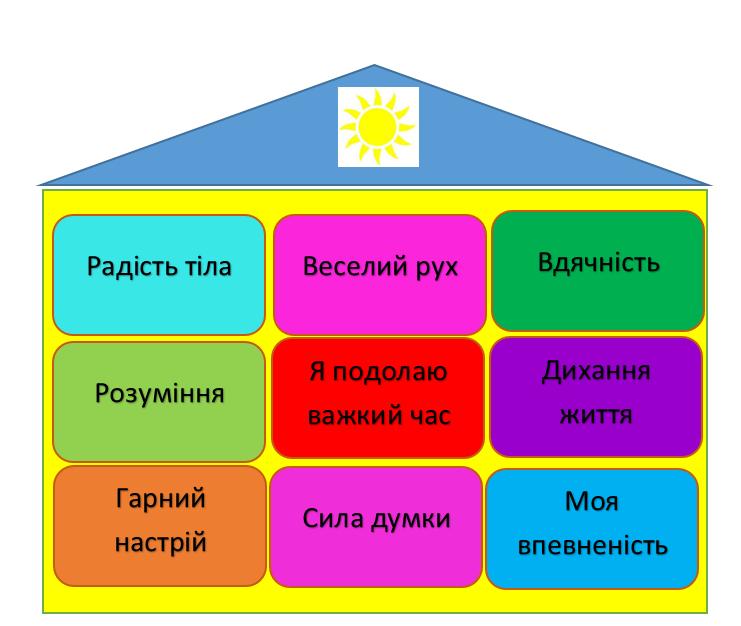 Радість тіла
Веселий рух
Вдячність
Розуміння
Я подолаю
важкий час
Дихання
життя
Гарний
настрій
Сила думки
Моя
впевненість